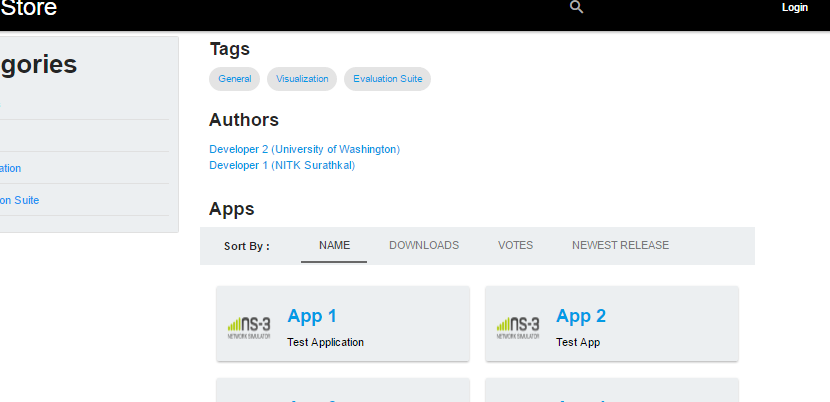 Store
Login
gories
ation
on Suite
Tags
General
Visualization
Evaluation Suite
Authors
Developer 2 (University of Washington)
Developer 1 (NITK Surathkal)
Apps
Sort By :
NAME
DOWNLOADS
VOTES
NEWEST RELEASE
NS-3
NETWORK SIMULATOR
App 1
Test Application
NS-3
NETWORK SIMULATOR
App 2
Test App